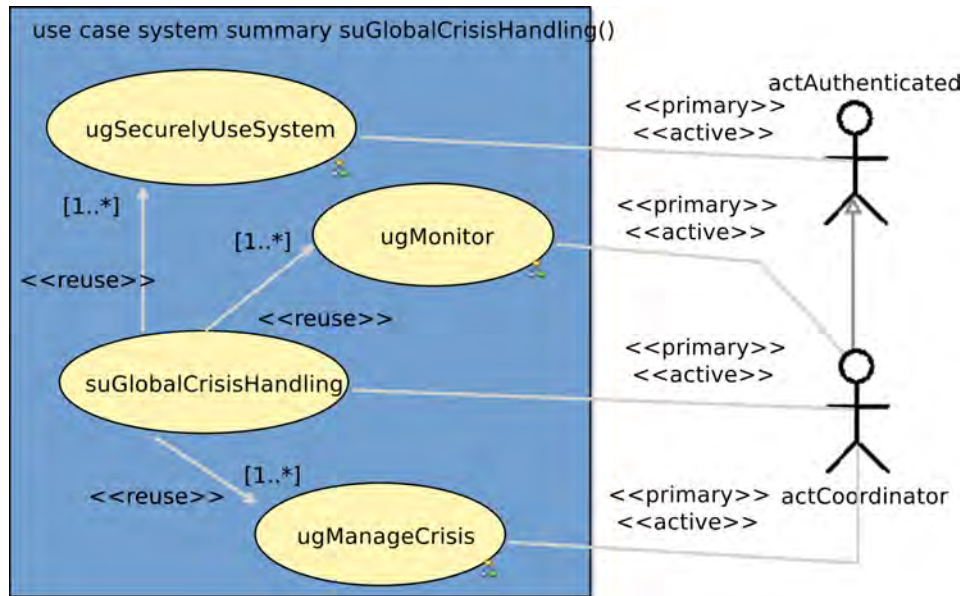 use case system summary suGlobalCrisisHandling()
actAuthenticated
<<primary>>
<<active>>
ugSecurelyUseSystem
[1..*]
<<primary>>
<<active>>
[1..*]
ugMonitor
<<reuse>>
<<reuse>>
<<primary>>
<<active>>
suGlobalCrisisHandling
[1..*]
<<reuse>>
<<primary>>
<<active>>
actCoordinator
ugManageCrisis